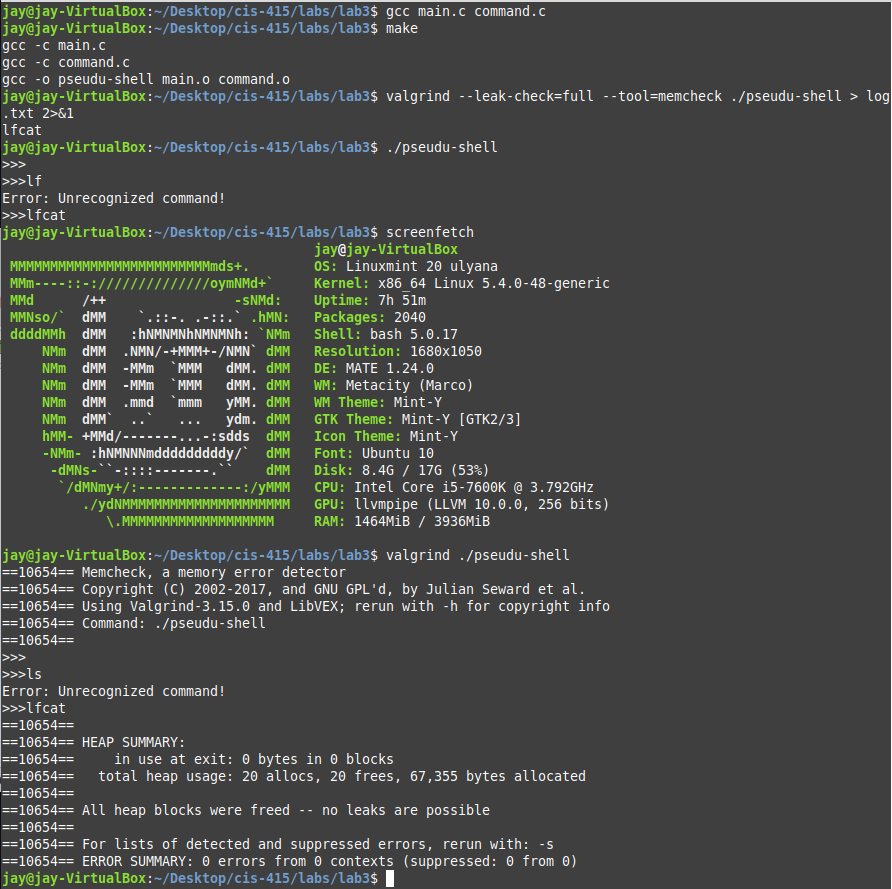 jay@jay-VirtualBox:~/Desktop/cis-415/labs/lab3$ gcc main.c command.c
jay@jay-VirtualBox:~/Desktop/cis-415/labs/lab3$ make
gcc -c main.c
gcc -c command.c
gcc -o pseudu-shell main.o command.o
jay@jay-VirtualBox:~/Desktop/cis-415/labs/lab3$ valgrind --leak-check=full --tool=memcheck ./pseudu-shell > log
.txt 2>&1
lfcat
jay@jay-VirtualBox:~/Desktop/cis-415/labs/lab3$ ./pseudu-shell
>>>
>>>lf
Error: Unrecognized command!
>>>lfcat
jay@jay-VirtualBox:~/Desktop/cis-415/labs/lab3$ screenfetch
                                       jay@jay-VirtualBox
 MMMMMMMMMMMMMMMMMMMMMMMMMmds+.        OS: Linuxmint 20 ulyana
 MMm----::-://////////////oymNMd+`     Kernel: x86_64 Linux 5.4.0-48-generic
 MMd      /++                -sNMd:    Uptime: 7h 51m
 MMNso/`  dMM    `.::-. .-::.` .hMN:   Packages: 2040
 ddddMMh  dMM   :hNMNMNhNMNMNh: `NMm   Shell: bash 5.0.17
     NMm  dMM  .NMN/-+MMM+-/NMN` dMM   Resolution: 1680x1050
     NMm  dMM  -MMm  `MMM   dMM. dMM   DE: MATE 1.24.0
     NMm  dMM  -MMm  `MMM   dMM. dMM   WM: Metacity (Marco)
     NMm  dMM  .mmd  `mmm   yMM. dMM   WM Theme: Mint-Y
     NMm  dMM`  ..`   ...   ydm. dMM   GTK Theme: Mint-Y [GTK2/3]
     hMM- +MMd/-------...-:sdds  dMM   Icon Theme: Mint-Y
     -NMm- :hNMNNNmdddddddddy/`  dMM   Font: Ubuntu 10
      -dMNs-``-::::-------.``    dMM   Disk: 8.4G / 17G (53%)
       `/dMNmy+/:-------------:/yMMM   CPU: Intel Core i5-7600K @ 3.792GHz
          ./ydNMMMMMMMMMMMMMMMMMMMMM   GPU: llvmpipe (LLVM 10.0.0, 256 bits)
             \.MMMMMMMMMMMMMMMMMMM     RAM: 1464MiB / 3936MiB
jay@jay-VirtualBox:~/Desktop/cis-415/labs/lab3$ valgrind ./pseudu-shell
==10654== Memcheck, a memory error detector
==10654== Copyright (C) 2002-2017, and GNU GPL'd, by Julian Seward et al.
==10654== Using Valgrind-3.15.0 and LibVEX; rerun with -h for copyright info
==10654== Command: ./pseudu-shell
==10654==
>>>
>>>ls
Error: Unrecognized command!
>>>lfcat
==10654==
==10654== HEAP SUMMARY:
==10654==     in use at exit: 0 bytes in 0 blocks
==10654==   total heap usage: 20 allocs, 20 frees, 67,355 bytes allocated
==10654==
==10654== All heap blocks were freed -- no leaks are possible
==10654==
==10654== For lists of detected and suppressed errors, rerun with: -s
==10654== ERROR SUMMARY: 0 errors from 0 contexts (suppressed: 0 from 0)
jay@jay-VirtualBox:~/Desktop/cis-415/labs/lab3$